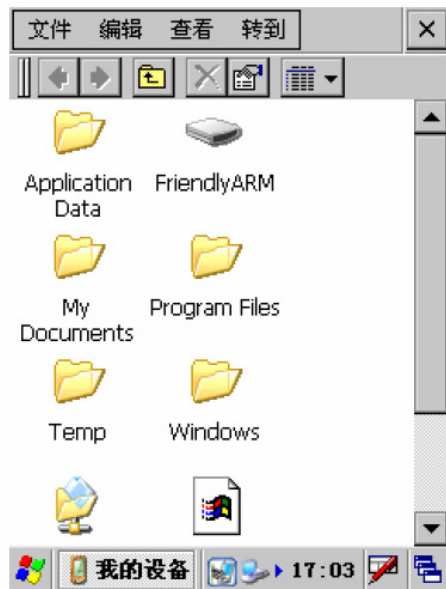 文件 编辑 查看 转到
Application Data FriendlyARM
My Documents Program Files
Temp Windows
我的设备 17:03